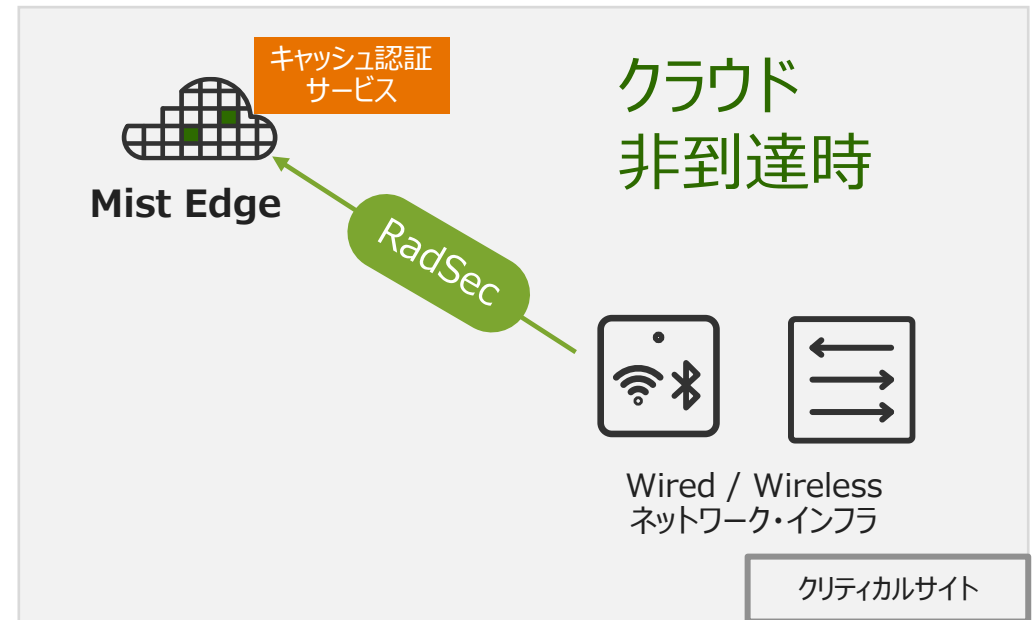 キャッシュ認証
サービス
クラウド
非到達時
Mist Edge
RadSec
Wired / Wireless
ネットワーク・インフラ
クリティカルサイト